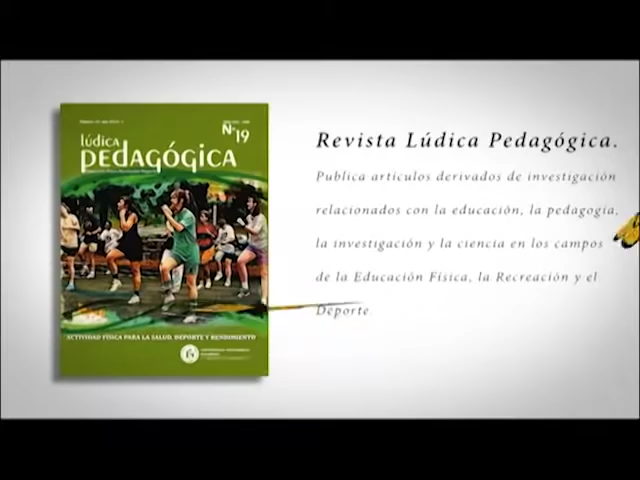 Nº19
lúdica
pedagógica
ACTIVIDAD FÍSICA PARA LA SALUD, DEPORTE Y RENDIMIENTO
Revista Lúdica Pedagógica.
Publica artículos derivados de investigación
relacionados con la educación, la pedagogía,
la investigación y la ciencia en los campos
de la Educación Física, la Recreación y el
Deporte